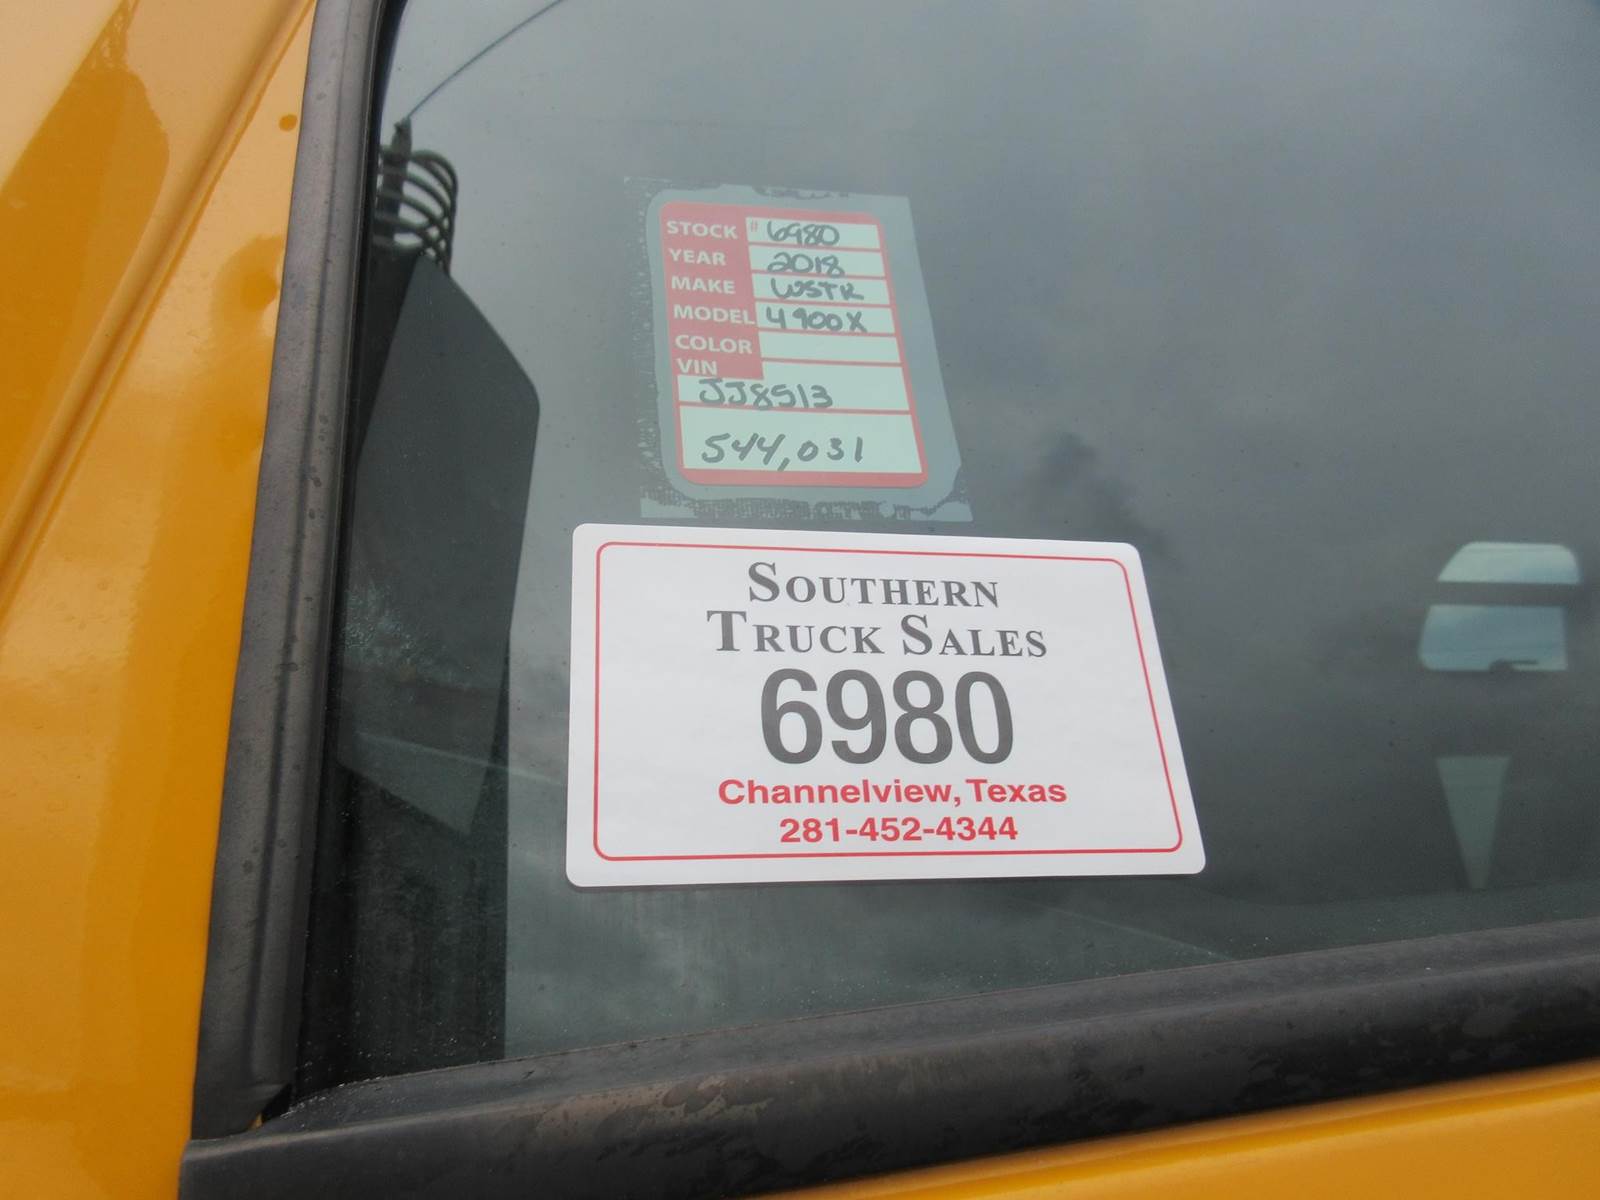 STOCK # 6980
YEAR 2018
MAKE WSTR
MODEL 4900X
COLOR
VIN
JJ8513
544,031
SOUTHERN
TRUCK SALES
6980
Channelview, Texas
281-452-4344